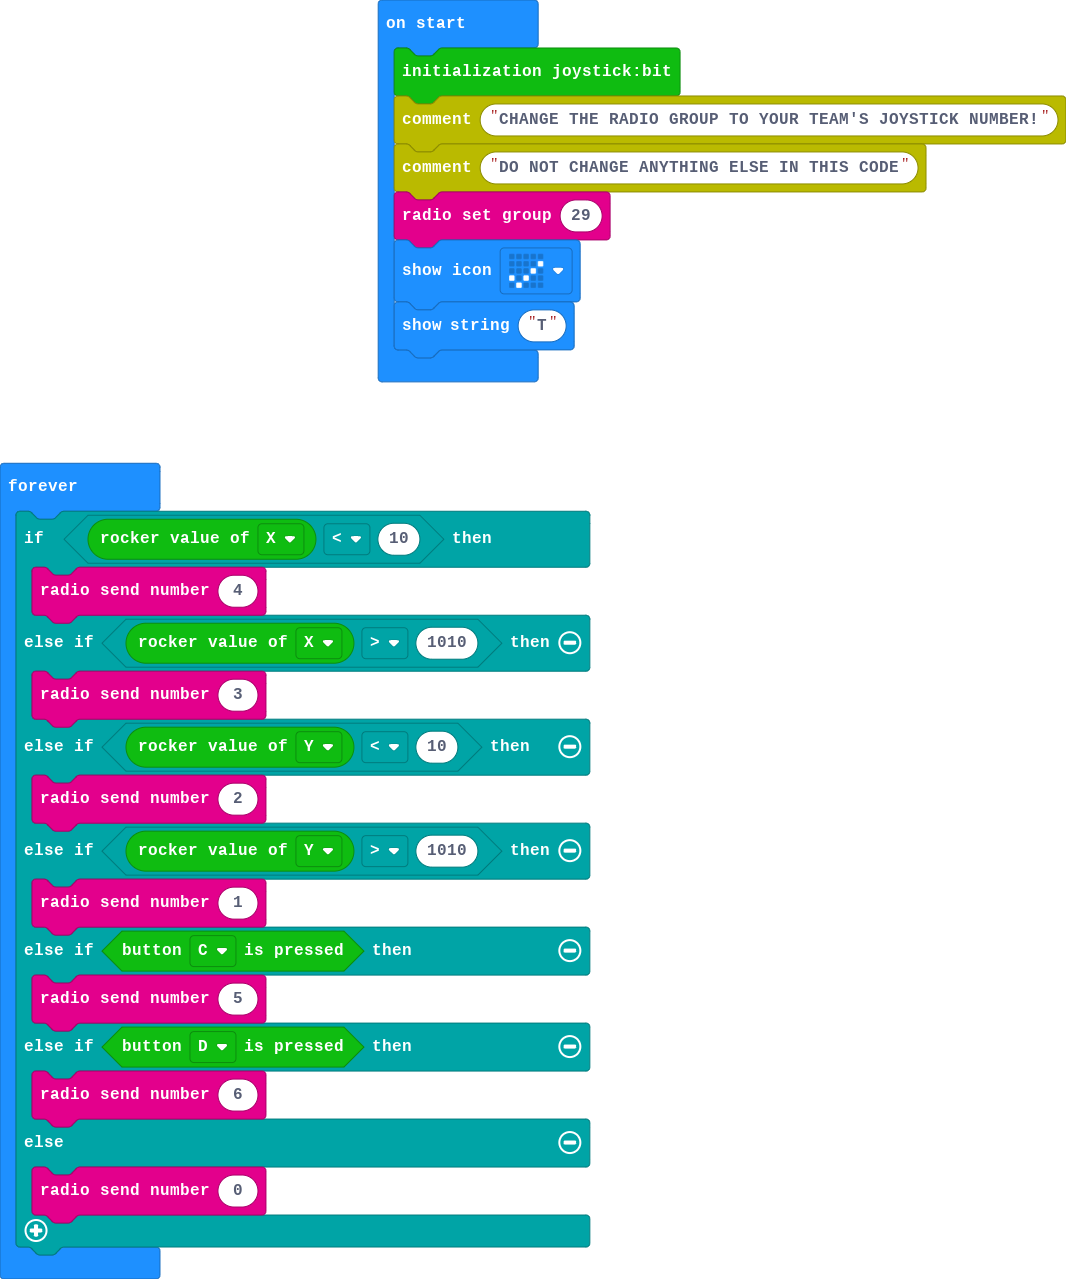 on start
initialization joystick:bit
comment "CHANGE THE RADIO GROUP TO YOUR TEAM'S JOYSTICK NUMBER!"
comment "DO NOT CHANGE ANYTHING ELSE IN THIS CODE"
radio set group 29
show icon
show string "T"
forever
if rocker value of X < 10 then
radio send number 4
else if rocker value of X > 1010 then
radio send number 3
else if rocker value of Y < 10 then
radio send number 2
else if rocker value of Y > 1010 then
radio send number 1
else if button C is pressed then
radio send number 5
else if button D is pressed then
radio send number 6
else
radio send number 0